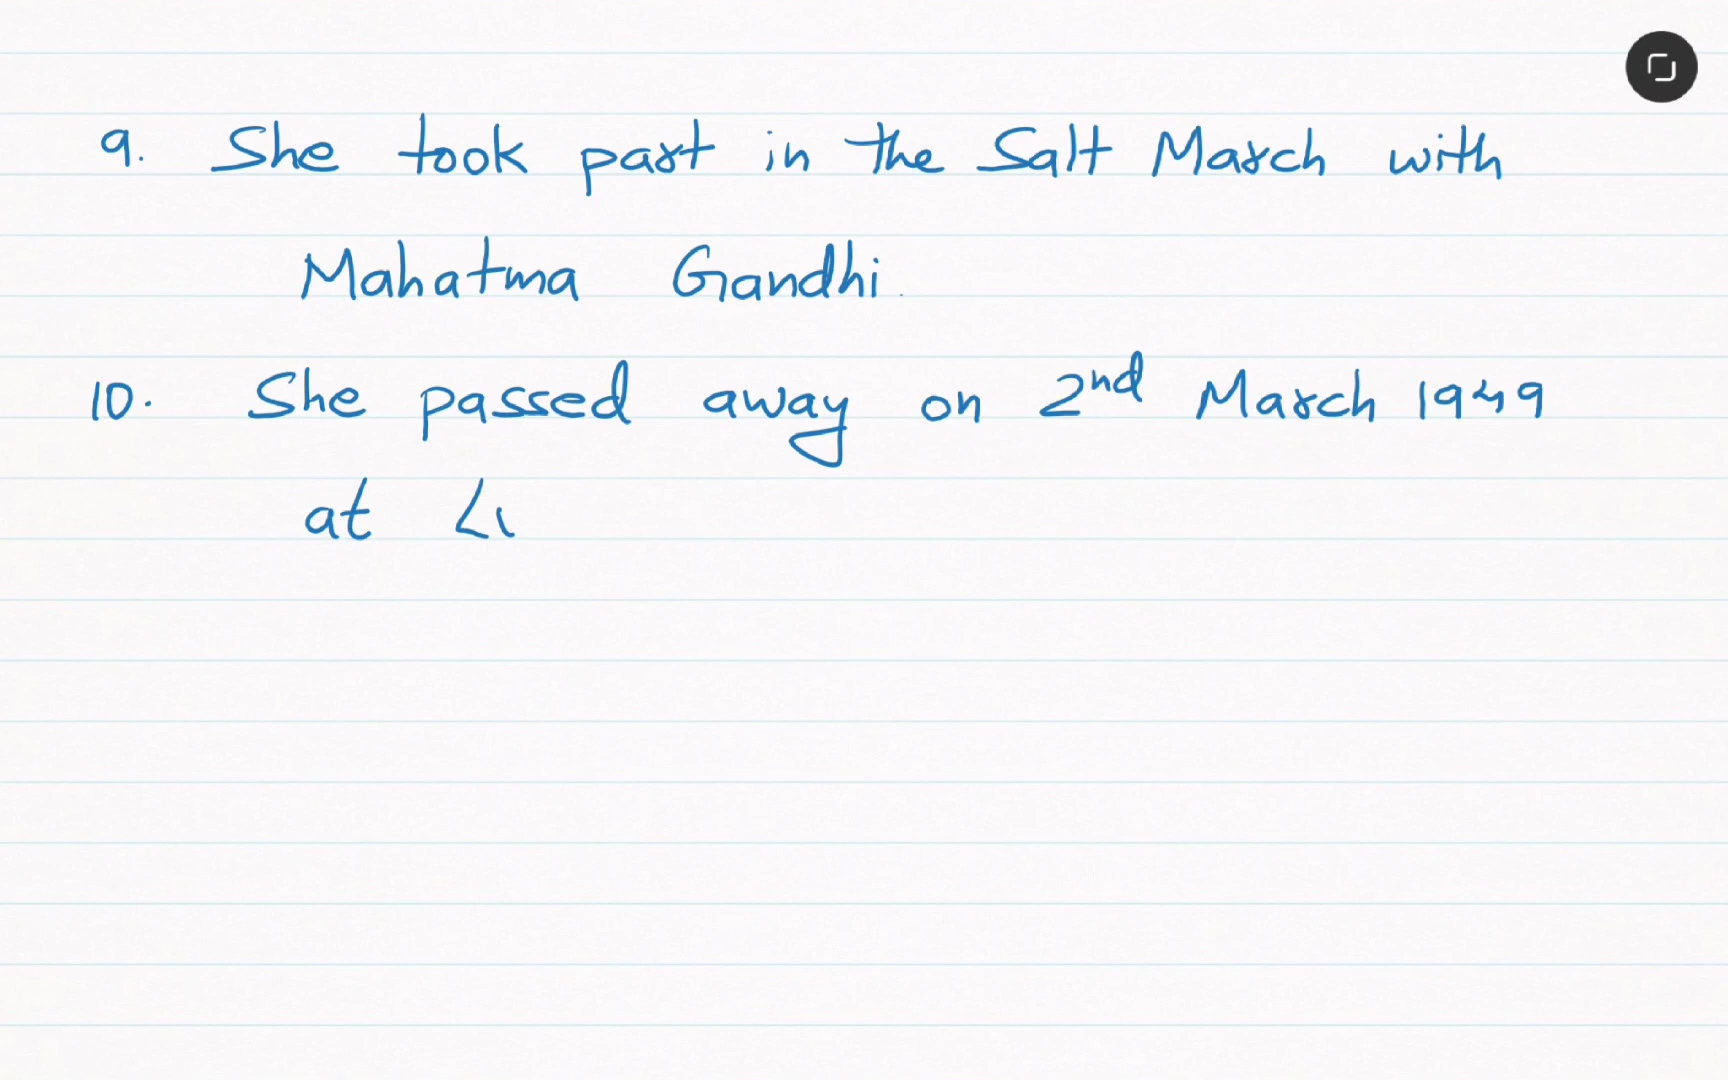 9. She took part in the Salt March with
Mahatma Gandhi.
10. She passed away on 2nd March 1949
at